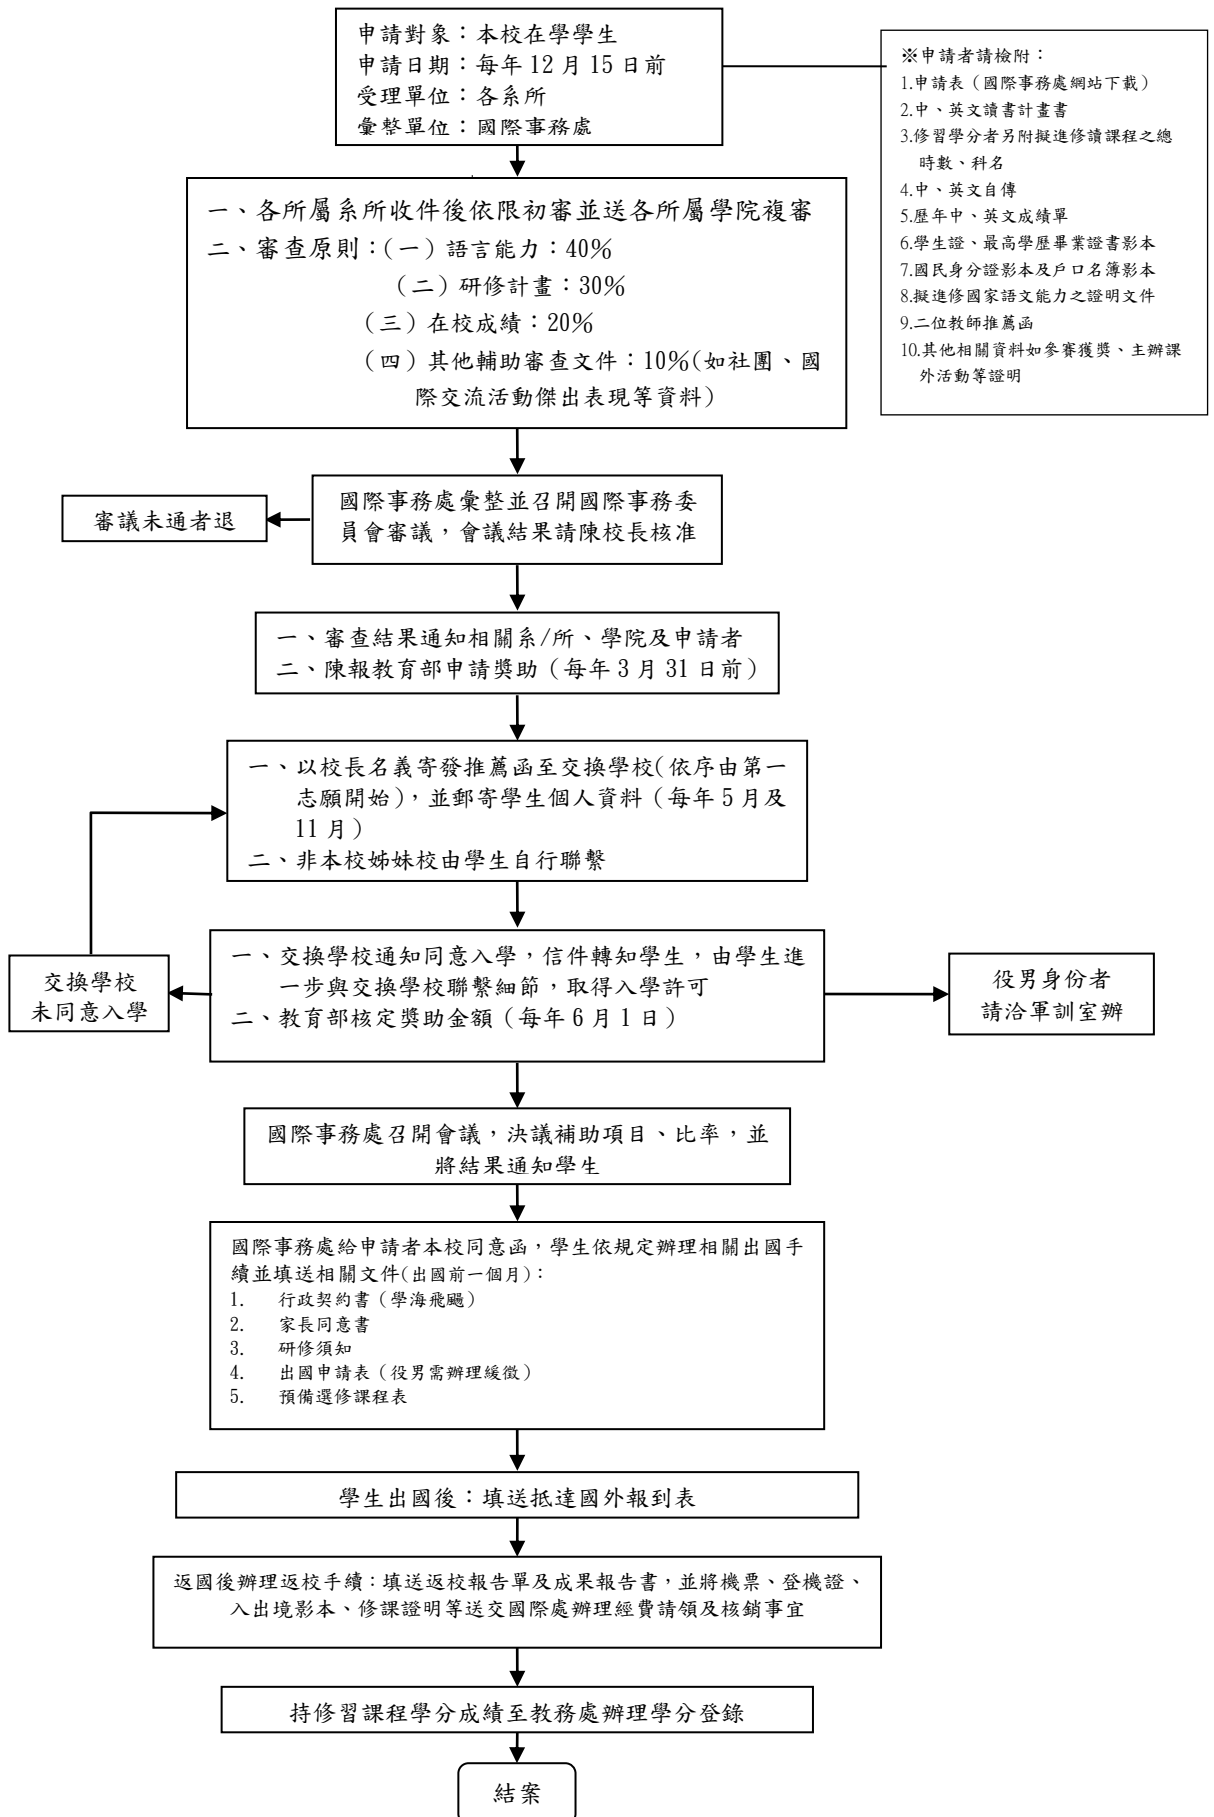 申請對象：本校在學學生
申請日期：每年 12 月 15 日前
受理單位：各系所
彙整單位：國際事務處
※申請者請檢附：
1.申請表（國際事務處網站下載）
2.中、英文讀書計畫書
3.修習學分者另附擬進修讀課程之總
時數、科名
4.中、英文自傳
5.歷年中、英文成績單
6.學生證、最高學歷畢業證書影本
7.國民身分證影本及戶口名簿影本
8.擬進修國家語文能力之證明文件
9.二位教師推薦函
10.其他相關資料如參賽獲獎、主辦課
外活動等證明
一、各所屬系所收件後依限初審並送各所屬學院複審
二、審查原則：(一）語言能力：40%
（二）研修計畫：30%
（三）在校成績：20%
（四）其他輔助審查文件：10%(如社團、國
際交流活動傑出表現等資料）
國際事務處彙整並召開國際事務委
員會審議，會議結果請陳校長核准
審議未通者退
一、審查結果通知相關系/所、學院及申請者
二、陳報教育部申請獎助（每年 3 月 31 日前）
一、以校長名義寄發推薦函至交換學校(依序由第一
志願開始)，並郵寄學生個人資料（每年 5 月及
11 月）
二、非本校姊妹校由學生自行聯繫
一、交換學校通知同意入學，信件轉知學生，由學生進
一步與交換學校聯繫細節，取得入學許可
二、教育部核定獎助金額（每年 6 月 1 日）
交換學校
未同意入學
役男身份者
請洽軍訓室辦
國際事務處召開會議，決議補助項目、比率，並
將結果通知學生
國際事務處給申請者本校同意函，學生依規定辦理相關出國手
續並填送相關文件(出國前一個月)：
1. 行政契約書（學海飛颺）
2. 家長同意書
3. 研修須知
4. 出國申請表（役男需辦理緩徵）
5. 預備選修課程表
學生出國後：填送抵達國外報到表
返國後辦理返校手續：填送返校報告單及成果報告書，並將機票、登機證、
入出境影本、修課證明等送交國際處辦理經費請領及核銷事宜
持修習課程學分成績至教務處辦理學分登錄
結案